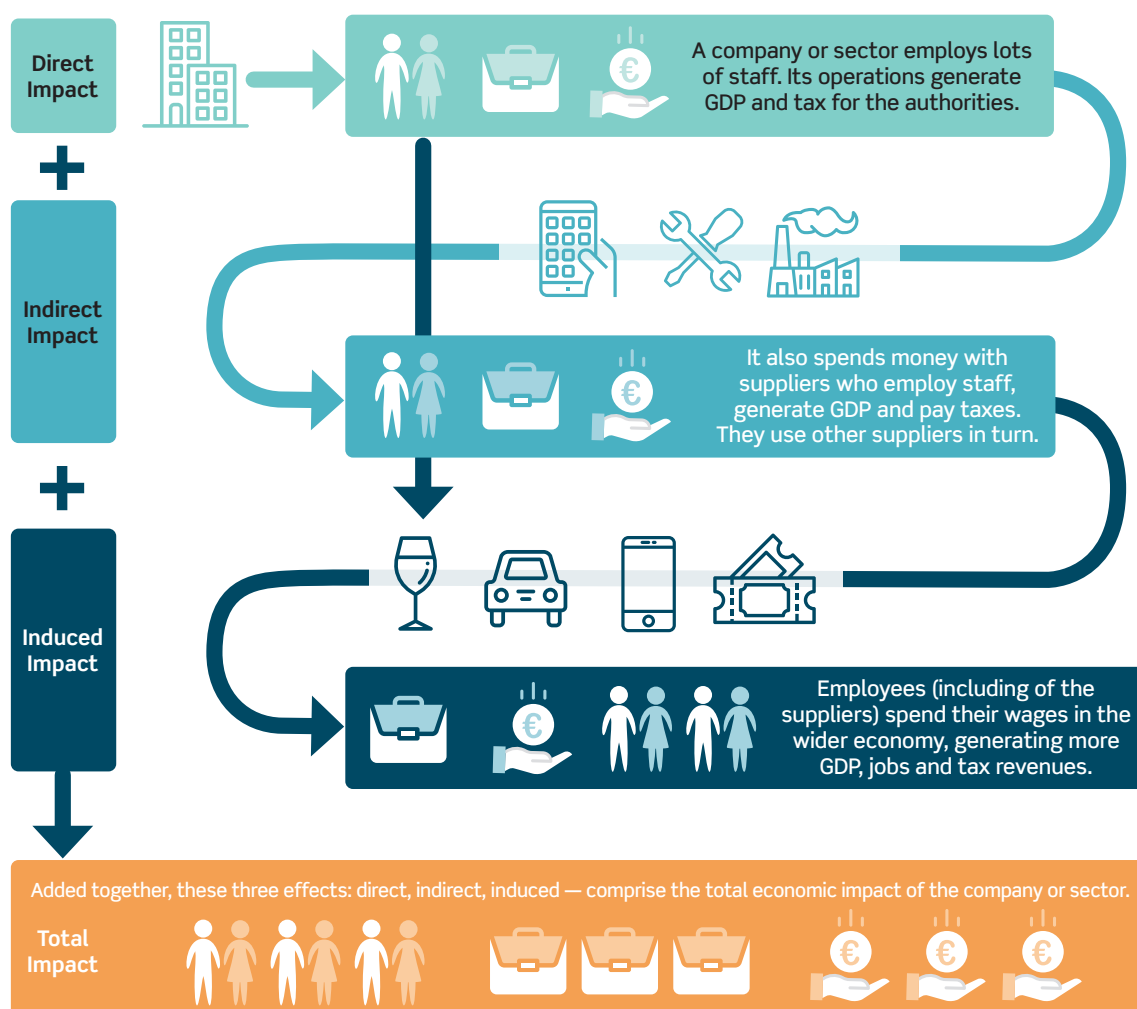 Direct
Impact
A company or sector employs lots
of staff. Its operations generate
GDP and tax for the authorities.
€
Indirect
Impact
It also spends money with
suppliers who employ staff,
generate GDP and pay taxes.
They use other suppliers in turn.
€
Induced
Impact
Employees (including of the
suppliers) spend their wages in the
wider economy, generating more
GDP, jobs and tax revenues.
€
Added together, these three effects: direct, indirect, induced — comprise the total economic impact of the company or sector.
Total
Impact
€ € €